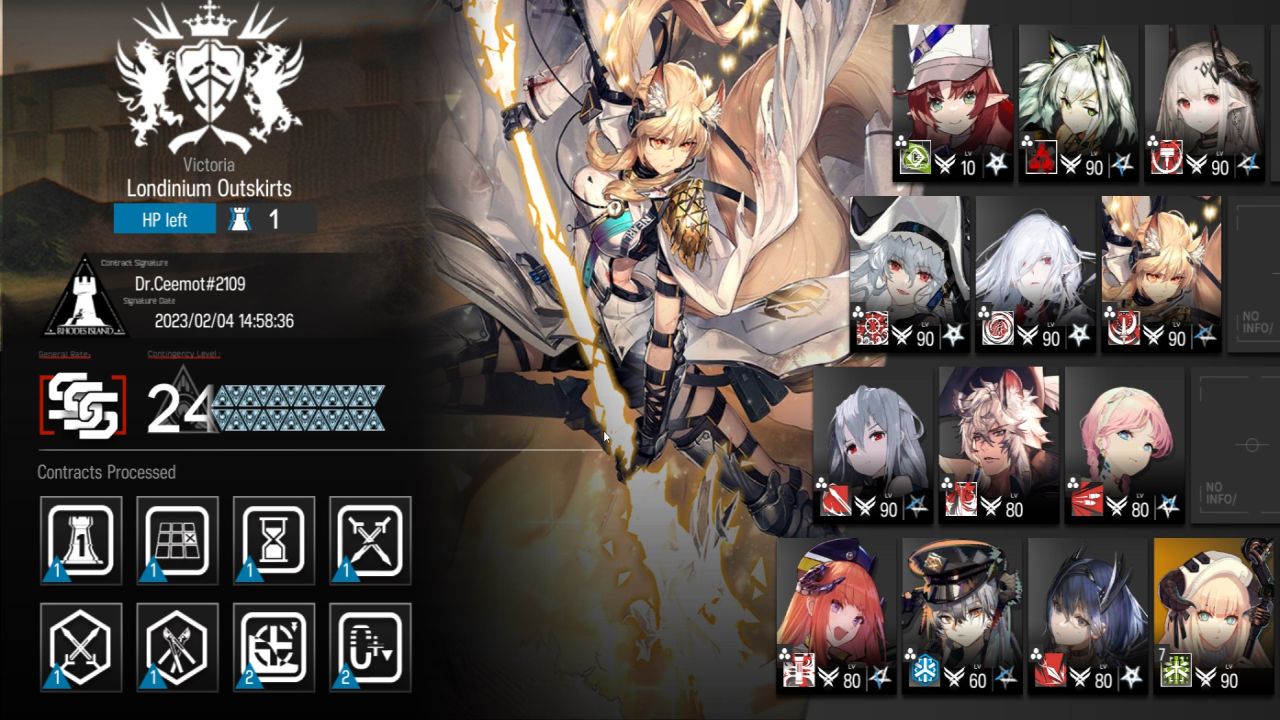 Victoria
Londinium Outskirts
HP left 1
Contract Signature
Dr.Ceemot#2109
Signature Date
2023/02/04 14:58:36
RHODES ISLAND
General Rate:
Contingency Level:
24
Contracts Processed
1
1 1 1 1
1 1 2 2
LV 10
LV 90
LV 90
LV 90
LV 90
LV 90
NO
INFO/
LV 90
LV 80
LV 80
NO
INFO/
LV 80
LV 60
LV 80
7
LV 90